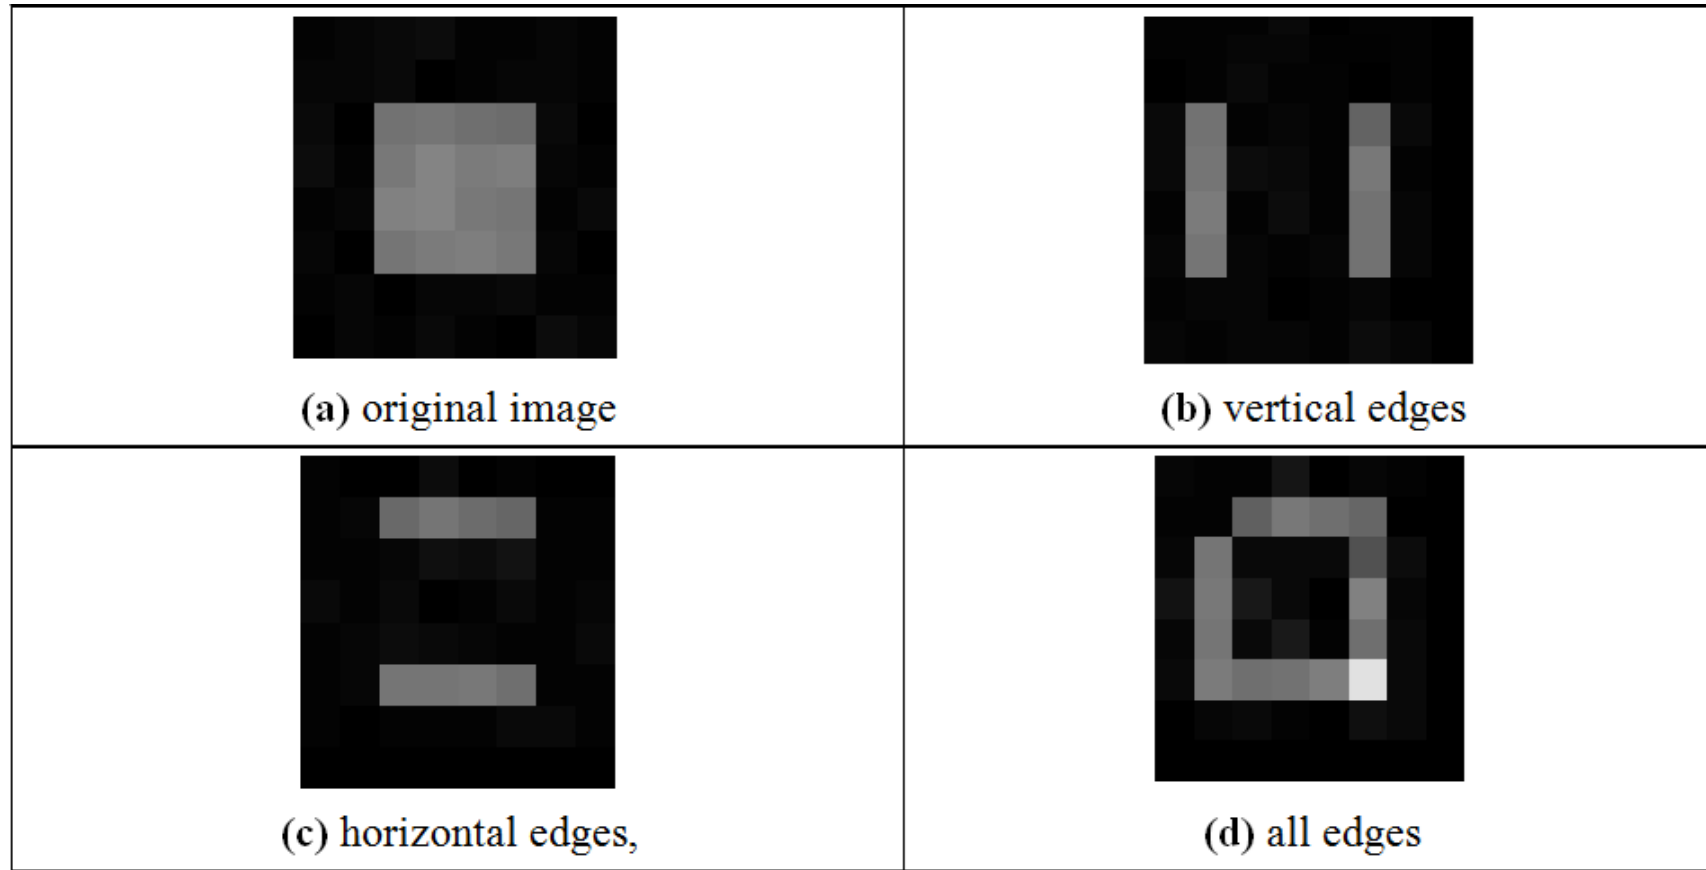 (a) original image
(b) vertical edges
(c) horizontal edges,
(d) all edges